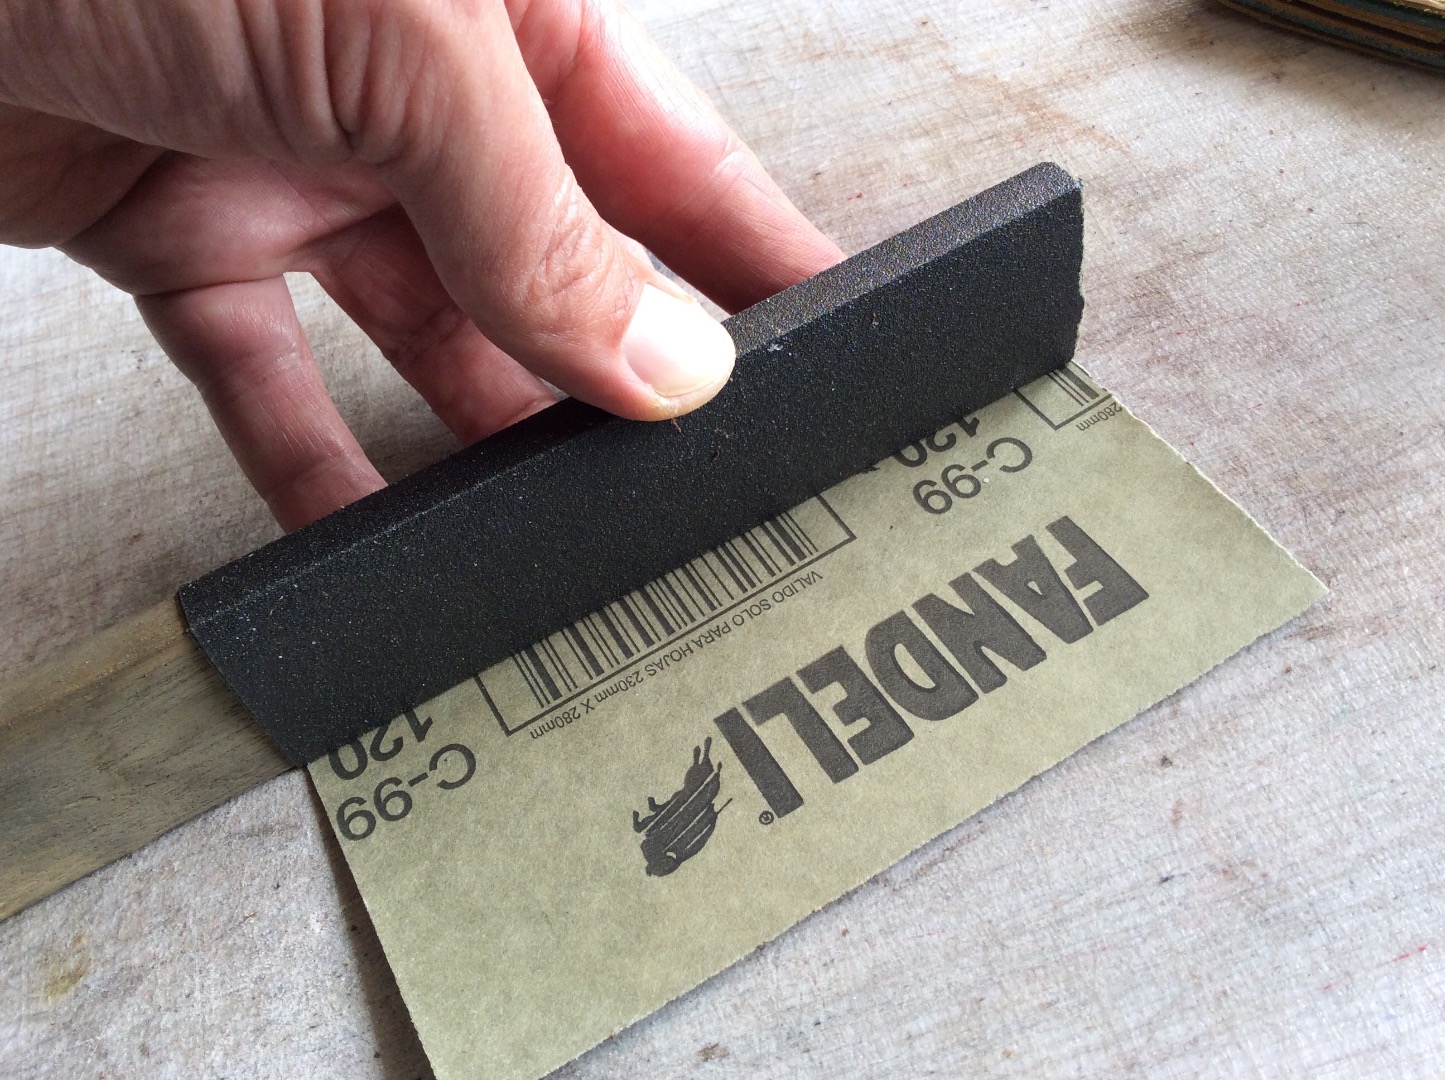 FANDELI®
C-99
120
VALIDO SOLO PARA HOJAS 230mm X 280mm
C-99
120
280mm